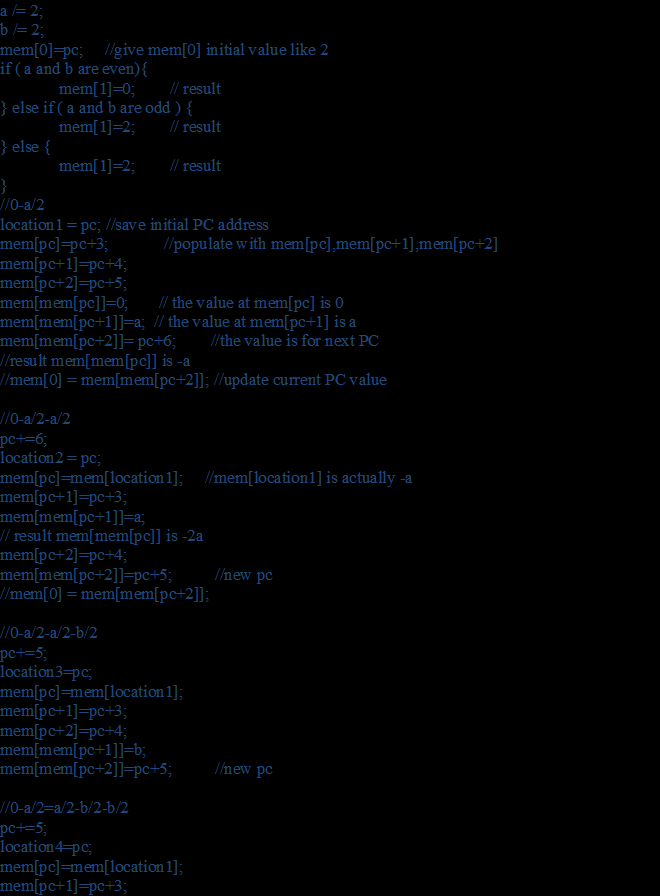 a /= 2;
b /= 2;
mem[0]=pc; //give mem[0] initial value like 2
if ( a and b are even){
mem[1]=0; // result
} else if ( a and b are odd ) {
mem[1]=2; // result
} else {
mem[1]=2; // result
}
//0-a/2
location1 = pc; //save initial PC address
mem[pc]=pc+3; //populate with mem[pc],mem[pc+1],mem[pc+2]
mem[pc+1]=pc+4;
mem[pc+2]=pc+5;
mem[mem[pc]]=0; // the value at mem[pc] is 0
mem[mem[pc+1]]=a; // the value at mem[pc+1] is a
mem[mem[pc+2]]= pc+6; //the value is for next PC
//result mem[mem[pc]] is -a
//mem[0] = mem[mem[pc+2]]; //update current PC value
//0-a/2-a/2
pc+=6;
location2 = pc;
mem[pc]=mem[location1]; //mem[location1] is actually -a
mem[pc+1]=pc+3;
mem[mem[pc+1]]=a;
// result mem[mem[pc]] is -2a
mem[pc+2]=pc+4;
mem[mem[pc+2]]=pc+5; //new pc
//mem[0] = mem[mem[pc+2]];
//0-a/2-a/2-b/2
pc+=5;
location3=pc;
mem[pc]=mem[location1];
mem[pc+1]=pc+3;
mem[pc+2]=pc+4;
mem[mem[pc+1]]=b;
mem[mem[pc+2]]=pc+5; //new pc
//0-a/2=a/2-b/2-b/2
pc+=5;
location4=pc;
mem[pc]=mem[location1];
mem[pc+1]=pc+3;